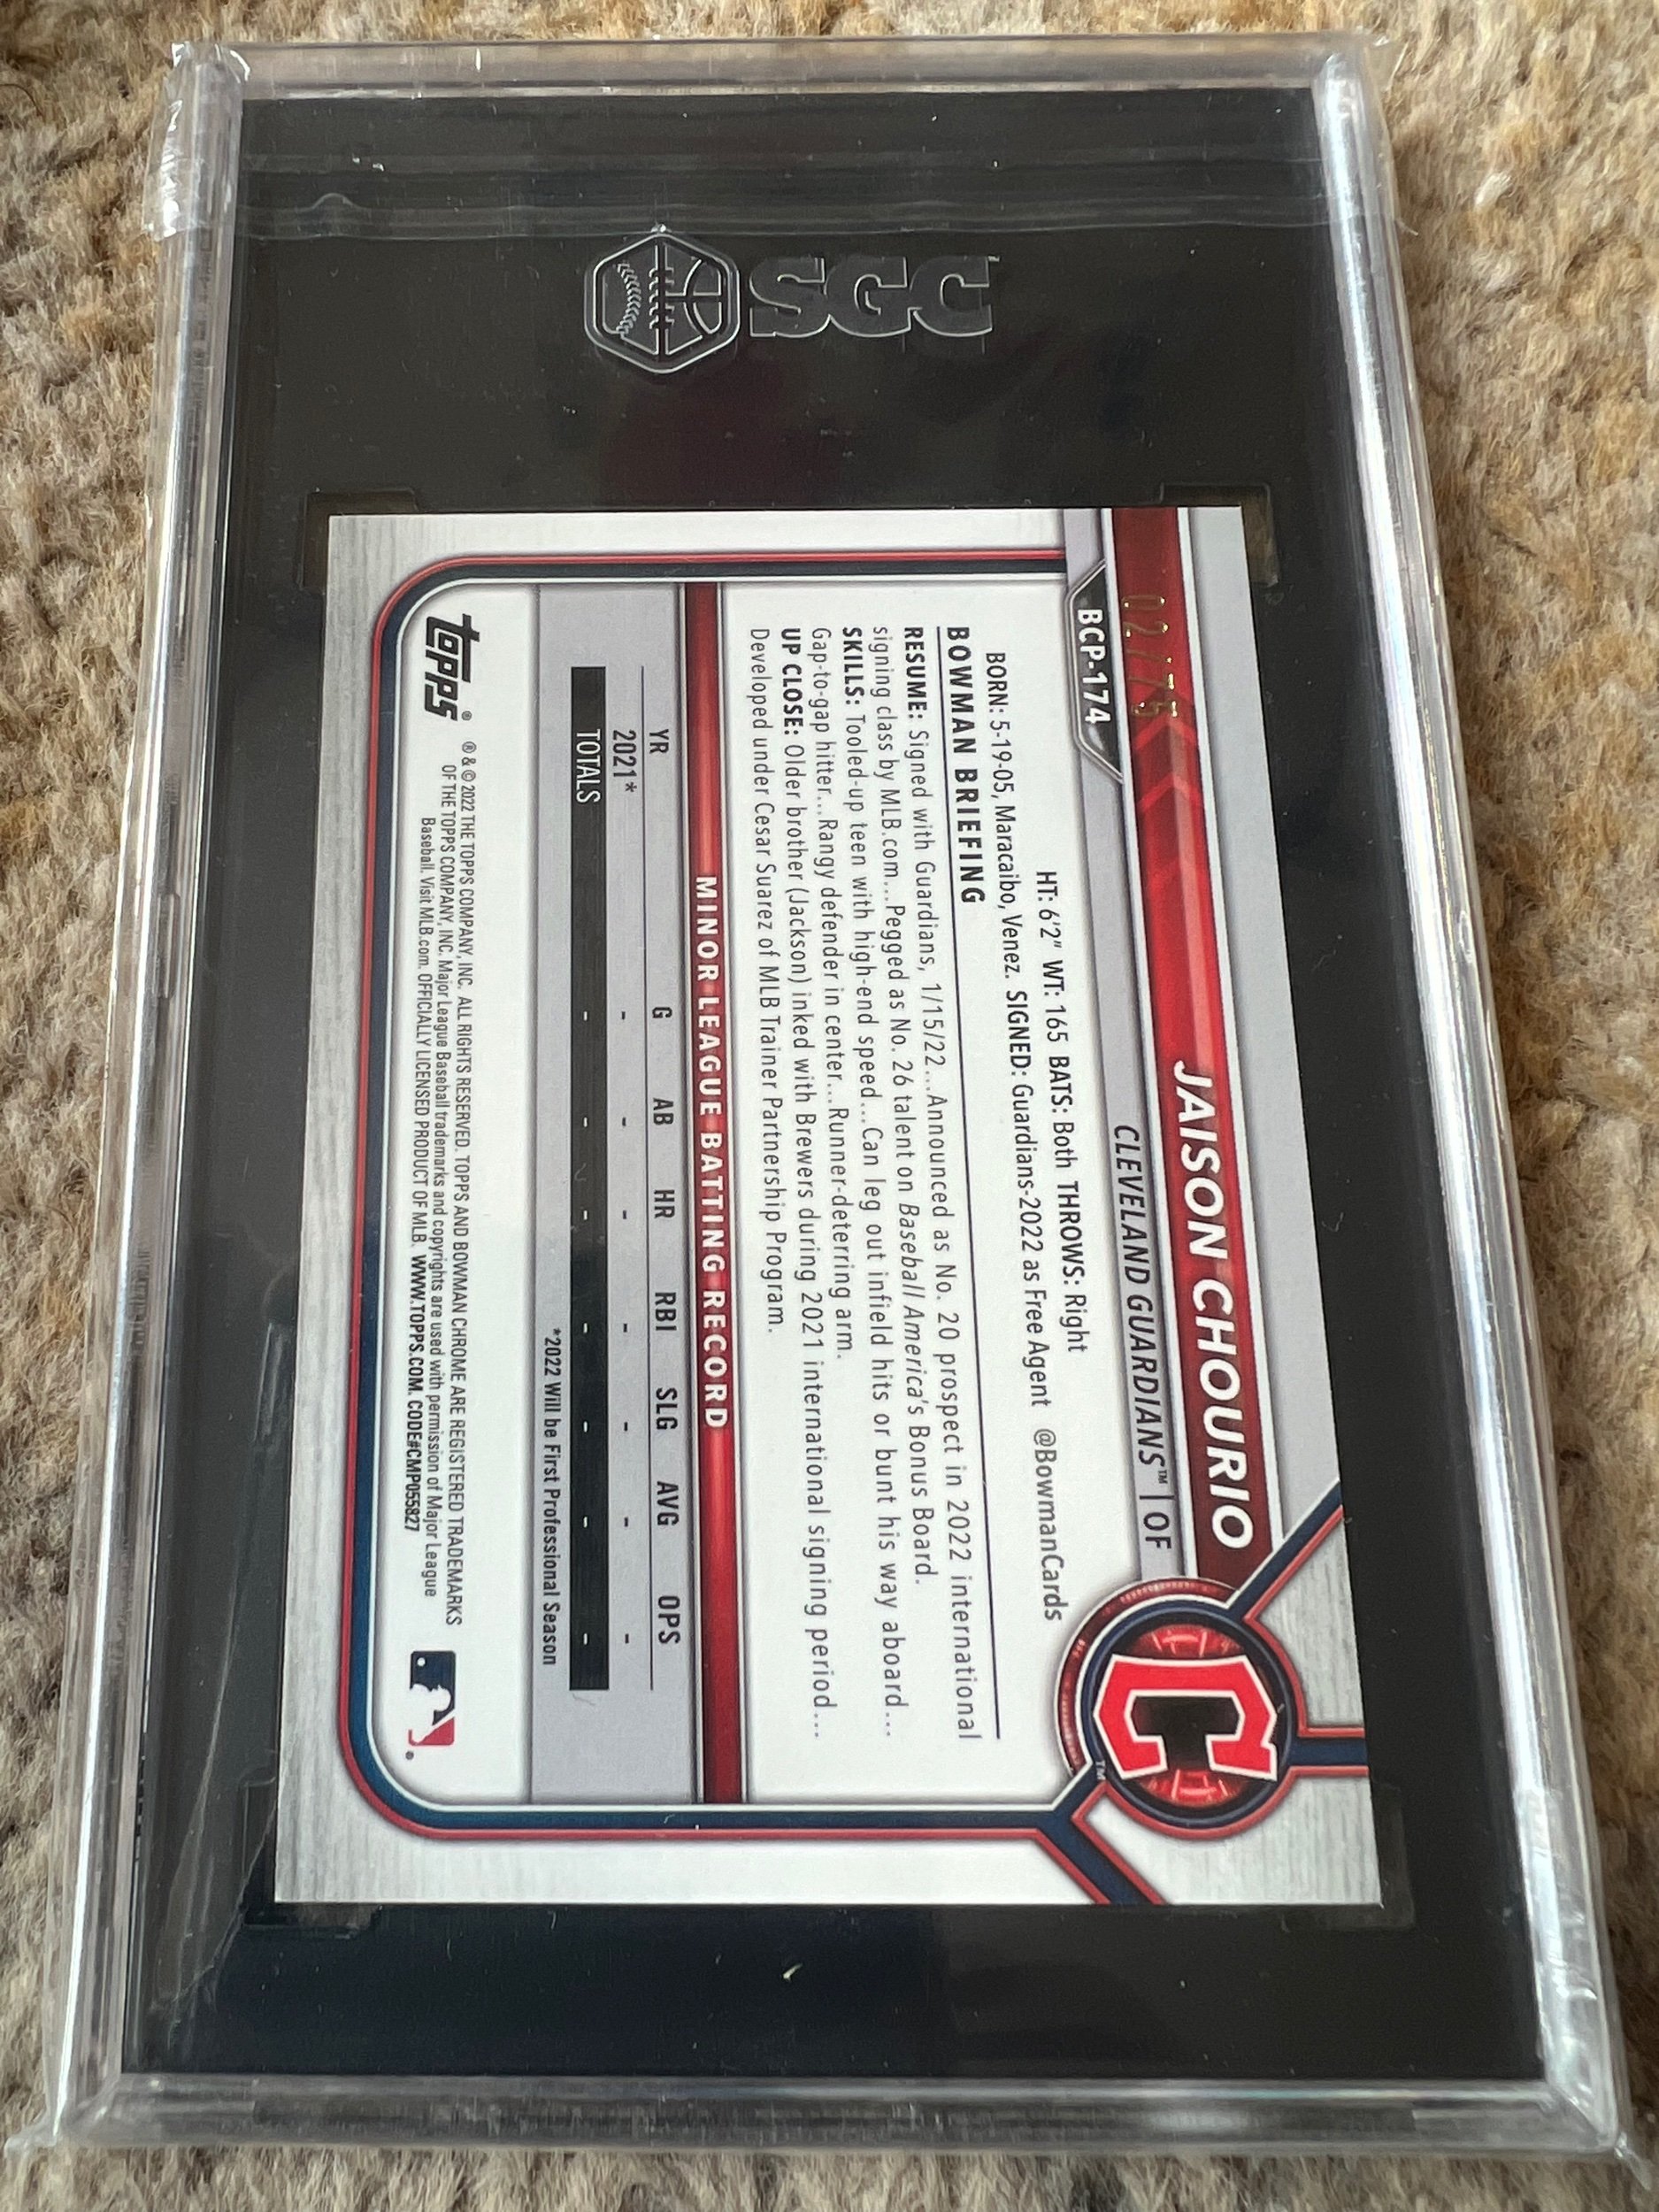 SGC
JAISON CHOURIO
02/75
CLEVELAND GUARDIANS™ | OF
BCP-174
C
TM
HT: 6'2" WT: 165 BATS: Both THROWS: Right
BORN: 5-19-05, Maracaibo, Venez. SIGNED: Guardians-2022 as Free Agent @BowmanCards
BOWMAN BRIEFING
RESUME: Signed with Guardians, 1/15/22...Announced as No. 20 prospect in 2022 international
signing class by MLB.com...Pegged as No. 26 talent on Baseball America's Bonus Board.
SKILLS: Tooled-up teen with high-end speed...Can leg out infield hits or bunt his way aboard...
Gap-to-gap hitter...Rangy defender in center...Runner-deterring arm.
UP CLOSE: Older brother (Jackson) inked with Brewers during 2021 international signing period...
Developed under Cesar Suarez of MLB Trainer Partnership Program.
MINOR LEAGUE BATTING RECORD
YR G AB HR RBI SLG AVG OPS
2021* - - - - - - -
TOTALS - - - - - - -
*2022 Will be First Professional Season
topps®
® & © 2022 THE TOPPS COMPANY, INC. ALL RIGHTS RESERVED. TOPPS AND BOWMAN CHROME ARE REGISTERED TRADEMARKS
OF THE TOPPS COMPANY, INC. Major League Baseball trademarks and copyrights are used with permission of Major League
Baseball. Visit MLB.com. OFFICIALLY LICENSED PRODUCT OF MLB. WWW.TOPPS.COM. CODE#CMP055827
®